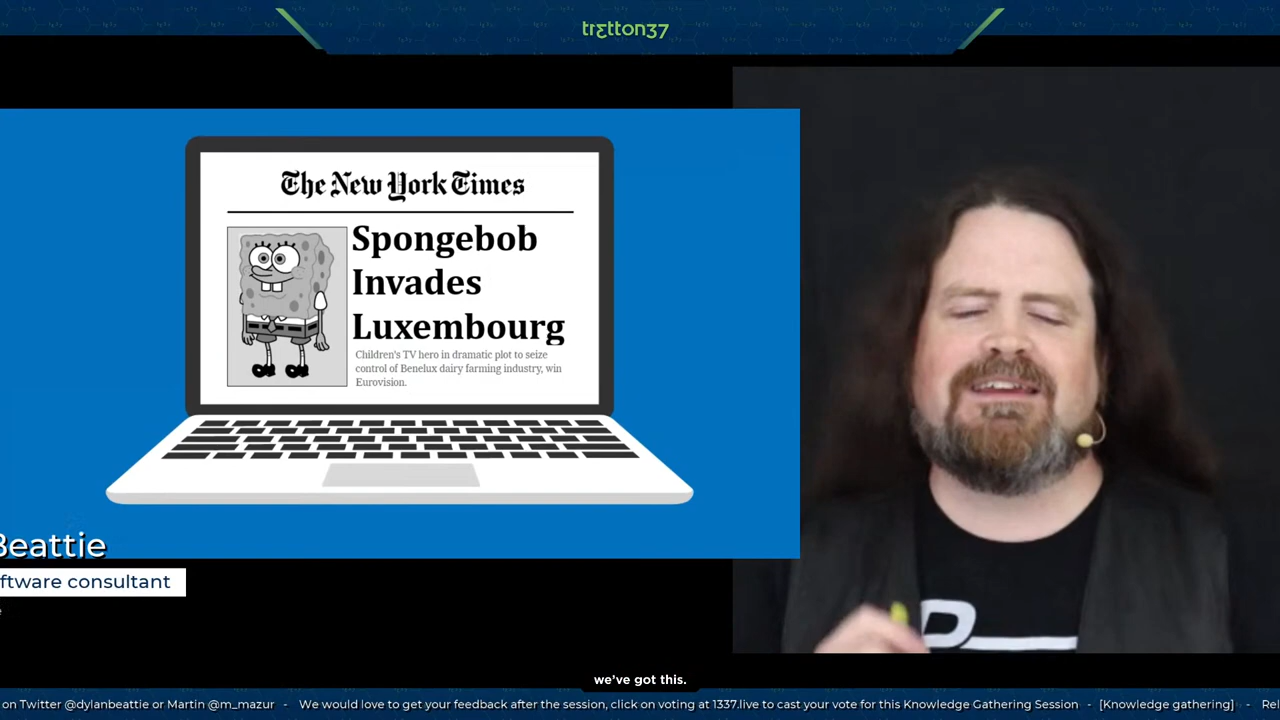 tretton37
The New York Times
Spongebob
Invades
Luxembourg
Children's TV hero in dramatic plot to seize
control of Benelux dairy farming industry, win
Eurovision.
Beattie
ftware consultant
we've got this.
on Twitter @dylanbeattie or Martin @m_mazur - We would love to get your feedback after the session, click on voting at 1337.live to cast your vote for this Knowledge Gathering Session - [Knowledge gathering] - Rel